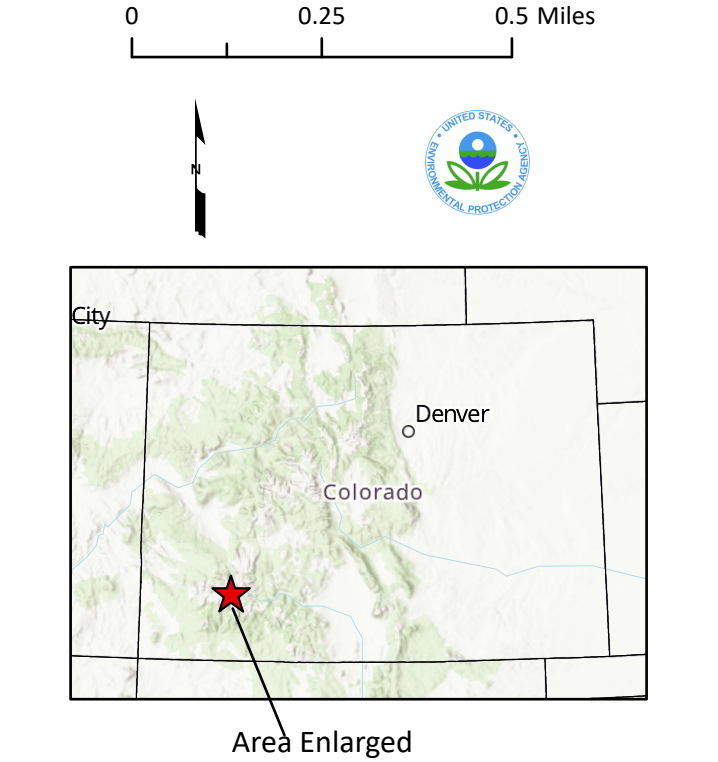 0 0.25 0.5 Miles
N
UNITED STATES
ENVIRONMENTAL PROTECTION AGENCY
City
Denver
Colorado
Area Enlarged